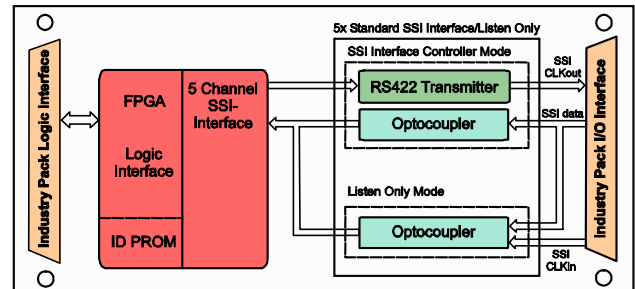 5x Standard SSI Interface/Listen Only
SSI Interface Controller Mode
Industry Pack Logic Interface
FPGA
Logic
Interface
ID PROM
5 Channel
SSI-
Interface
RS422 Transmitter
Optocoupler
Listen Only Mode
Optocoupler
SSI
CLKout
SSI data
SSI
CLKin
Industry Pack I/O Interface